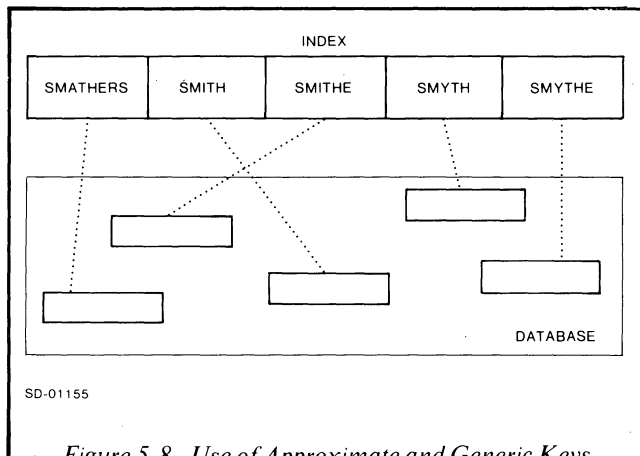 INDEX
SMATHERS SMITH SMITHE SMYTH SMYTHE
DATABASE
SD-01155
Figure 5-8. Use of Approximate and Generic Keys